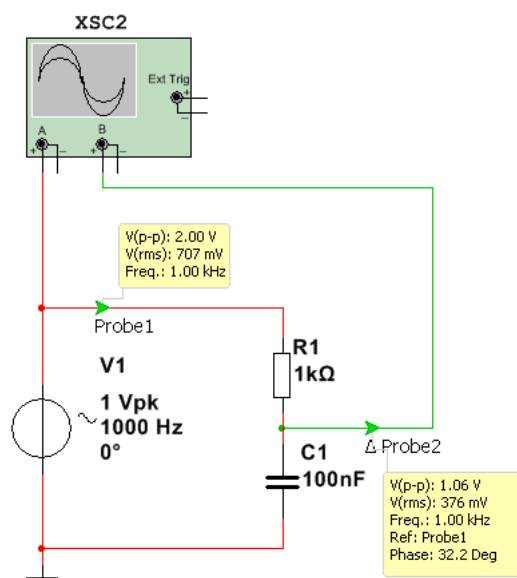 XSC2
Ext Trig
+
−
A
B
+
−
+
−
V(p-p): 2.00 V
V(rms): 707 mV
Freq.: 1.00 kHz
Probe1
R1
1kΩ
V1
1 Vpk
1000 Hz
0°
Δ Probe2
C1
100nF
V(p-p): 1.06 V
V(rms): 376 mV
Freq.: 1.00 kHz
Ref: Probe1
Phase: 32.2 Deg